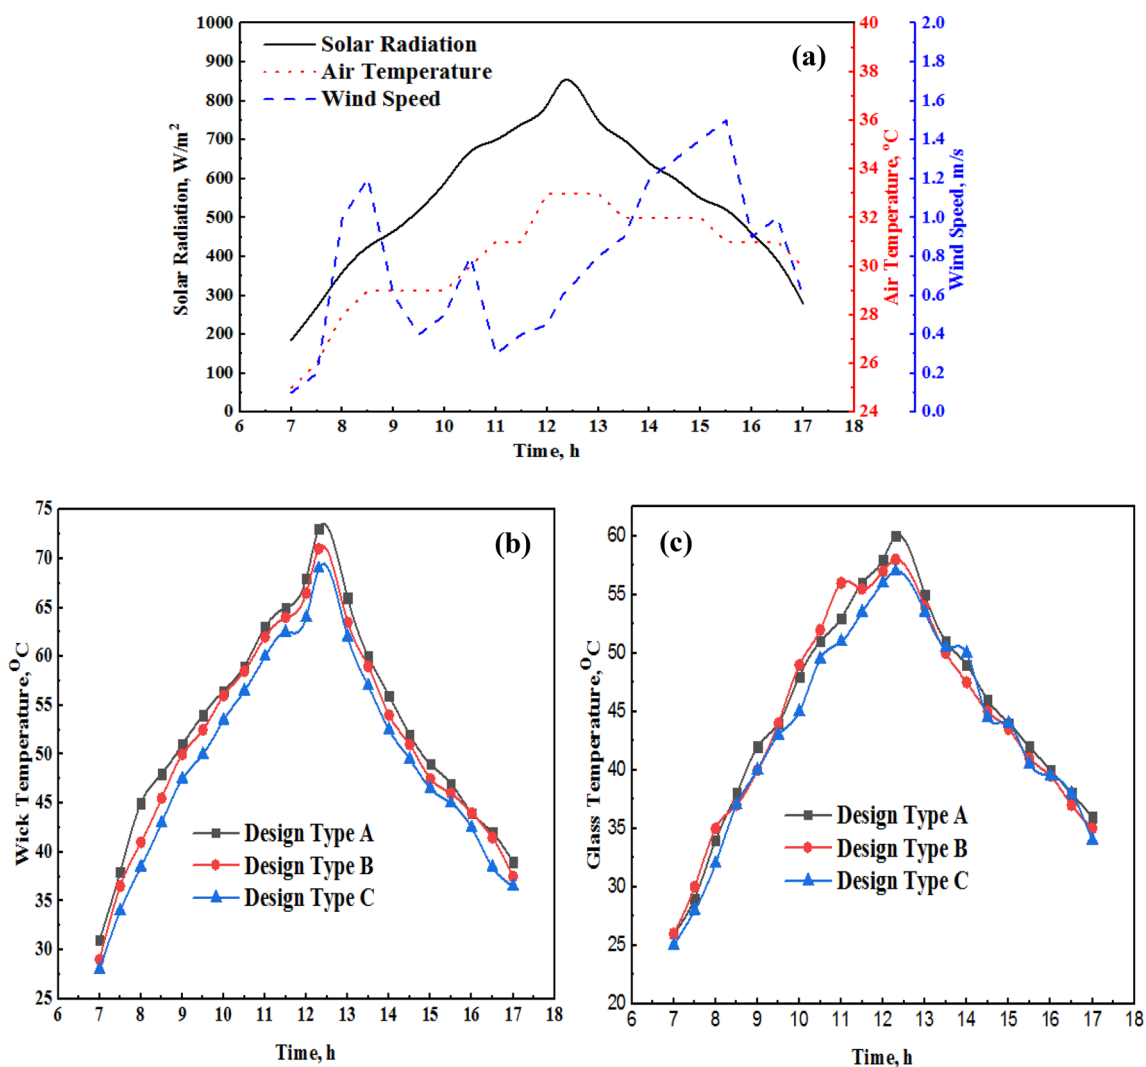 (a)
Solar Radiation
Air Temperature
Wind Speed
Solar Radiation, W/m²
1000
900
800
700
600
500
400
300
200
100
0
6 7 8 9 10 11 12 13 14 15 16 17 18
Time, h
40
38
36
34
32
30
28
26
24
Air Temperature, °C
2.0
1.8
1.6
1.4
1.2
1.0
0.8
0.6
0.4
0.2
0.0
Wind Speed, m/s
(b)
Wick Temperature,°C
75
70
65
60
55
50
45
40
35
30
25
Design Type A
Design Type B
Design Type C
6 7 8 9 10 11 12 13 14 15 16 17 18
Time, h
(c)
Glass Temperature,°C
60
55
50
45
40
35
30
25
20
Design Type A
Design Type B
Design Type C
6 7 8 9 10 11 12 13 14 15 16 17 18
Time, h